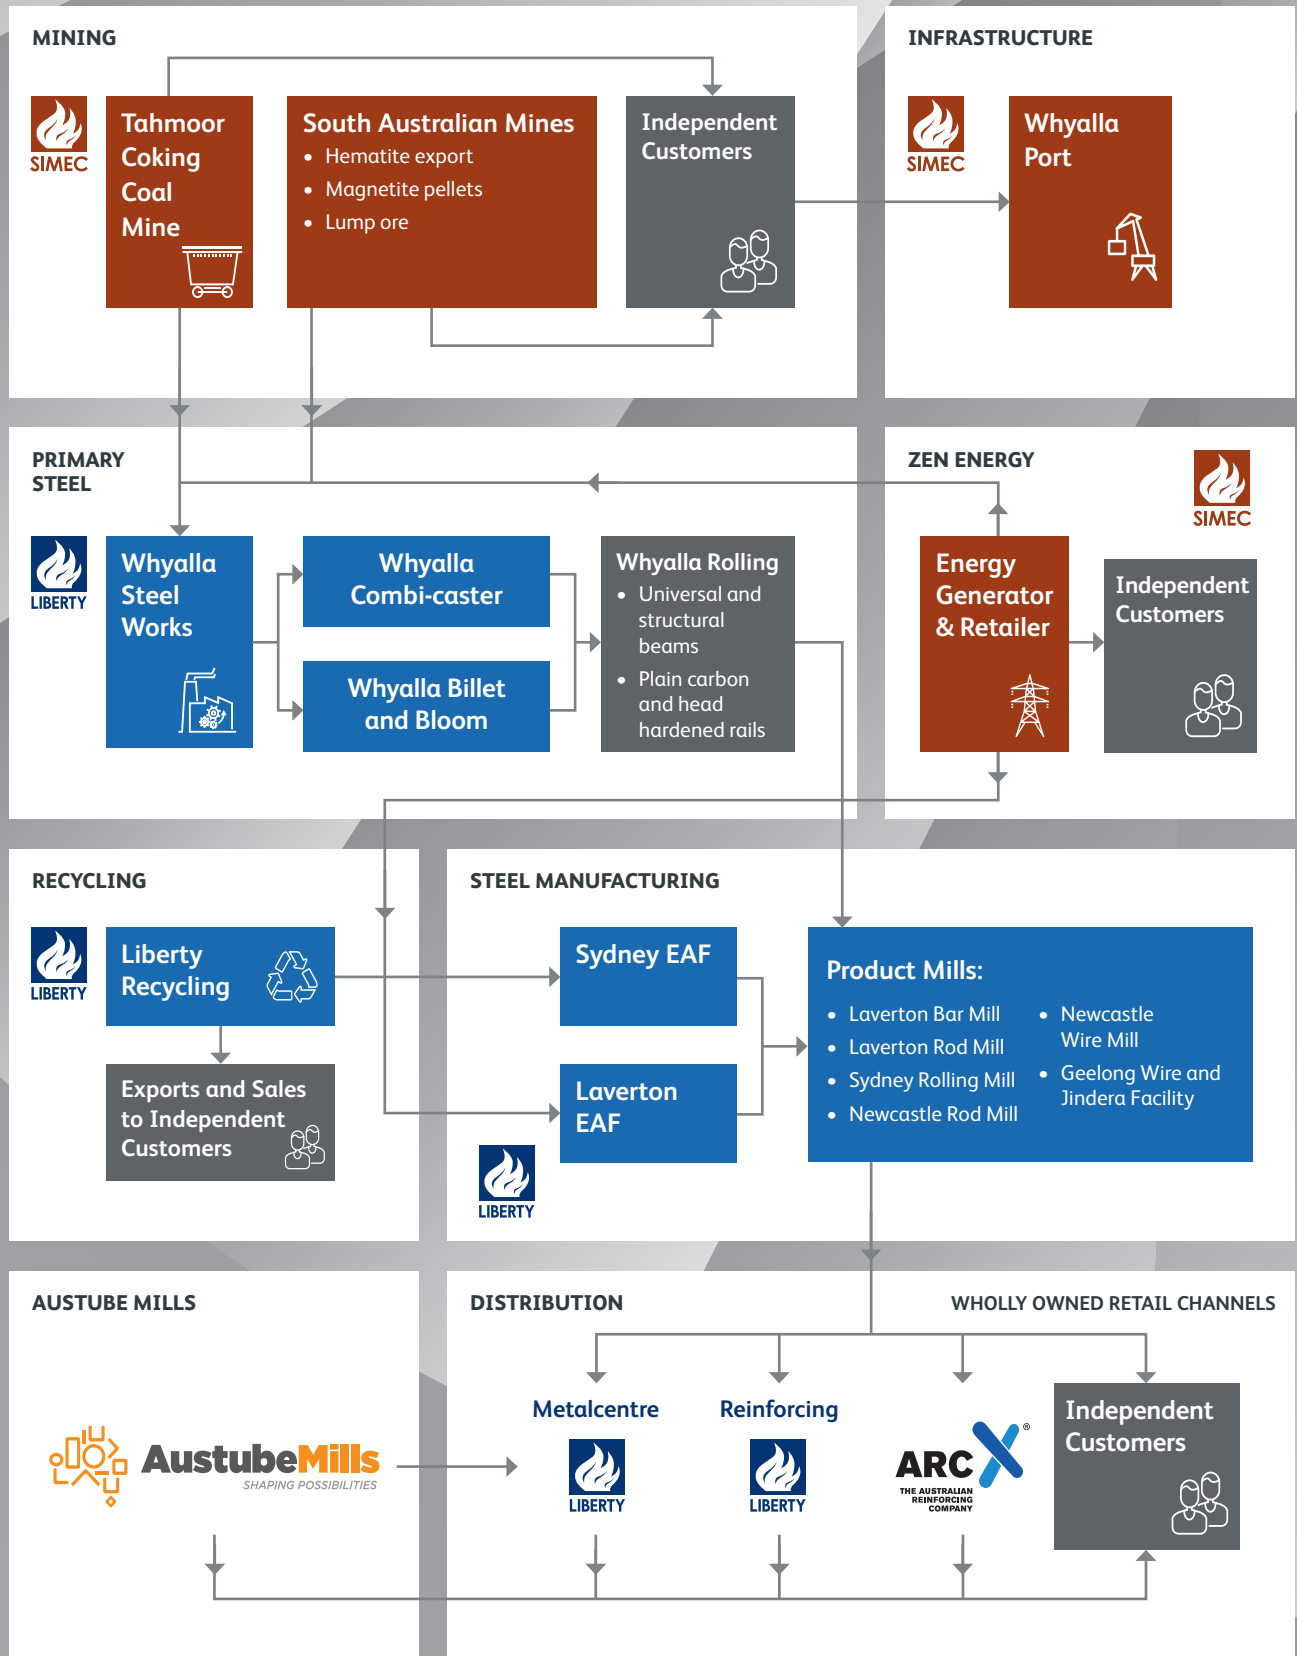 MINING
SIMEC
Tahmoor
Coking
Coal
Mine
South Australian Mines
• Hematite export
• Magnetite pellets
• Lump ore
Independent
Customers
INFRASTRUCTURE
SIMEC
Whyalla
Port
PRIMARY
STEEL
LIBERTY
Whyalla
Steel
Works
Whyalla
Combi-caster
Whyalla Billet
and Bloom
Whyalla Rolling
• Universal and
structural
beams
• Plain carbon
and head
hardened rails
ZEN ENERGY
SIMEC
Energy
Generator
& Retailer
Independent
Customers
RECYCLING
LIBERTY
Liberty
Recycling
Exports and Sales
to Independent
Customers
STEEL MANUFACTURING
Sydney EAF
Laverton
EAF
LIBERTY
Product Mills:
• Laverton Bar Mill
• Laverton Rod Mill
• Sydney Rolling Mill
• Newcastle Rod Mill
• Newcastle
Wire Mill
• Geelong Wire and
Jindera Facility
AUSTUBE MILLS
AustubeMills
SHAPING POSSIBILITIES
DISTRIBUTION
WHOLLY OWNED RETAIL CHANNELS
Metalcentre
LIBERTY
Reinforcing
LIBERTY
ARC X ®
THE AUSTRALIAN
REINFORCING
COMPANY
Independent
Customers